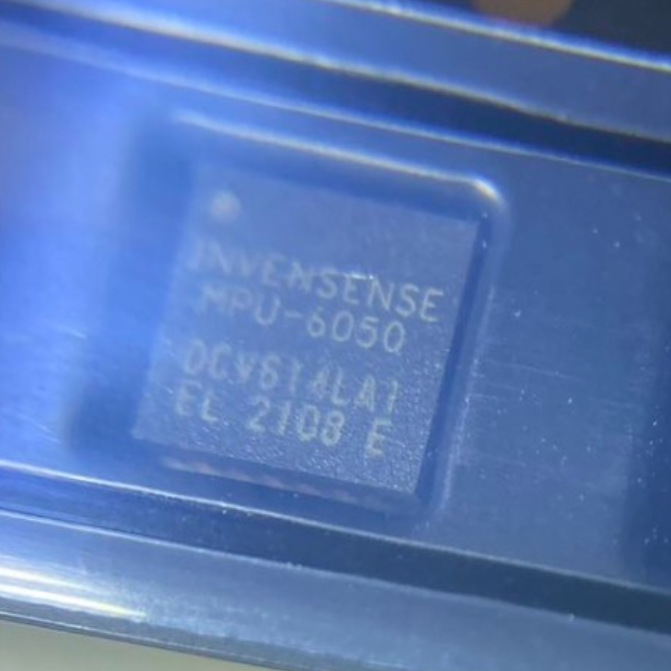 INVENSENSE
MPU-6050
DCV614LA1
EL 2108 E